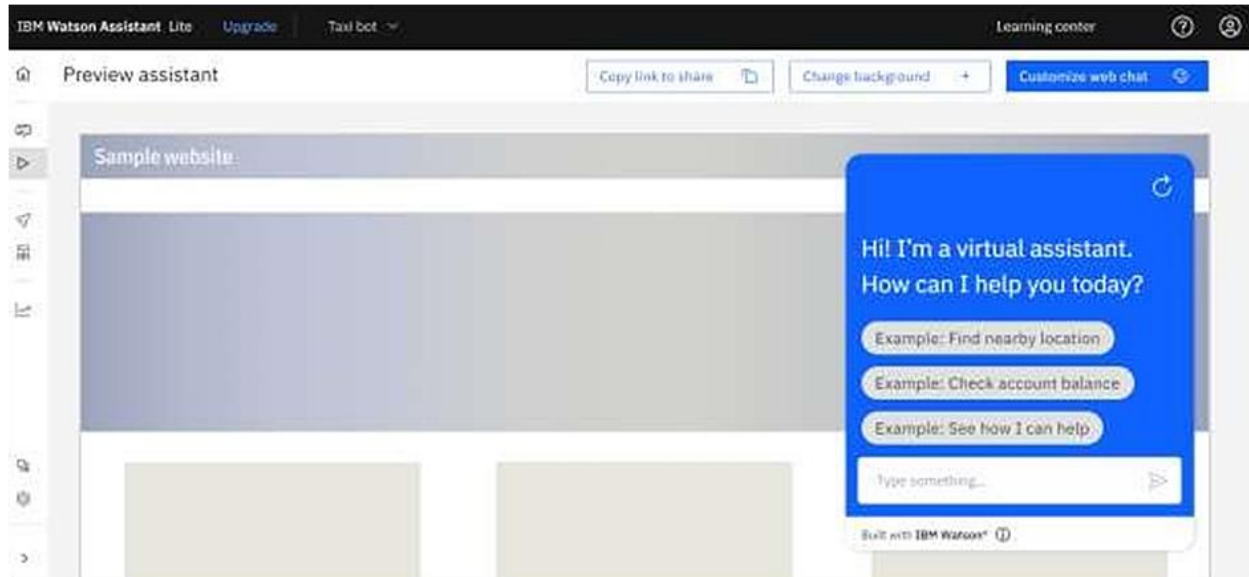 IBM Watson Assistant Lite Upgrade Taxi bot Learning center
Preview assistant Copy link to share Change background + Customize web chat
Sample website
Hi! I'm a virtual assistant.
How can I help you today?
Example: Find nearby location
Example: Check account balance
Example: See how I can help
Type something...
Built with IBM Watson®